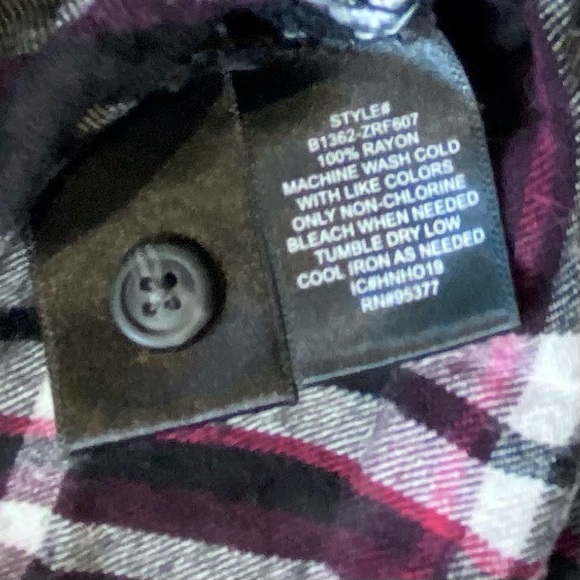 STYLE#
B1362-ZRF607
100% RAYON
MACHINE WASH COLD
WITH LIKE COLORS
ONLY NON-CHLORINE
BLEACH WHEN NEEDED
TUMBLE DRY LOW
COOL IRON AS NEEDED
IC#HNHO19
RN#95377